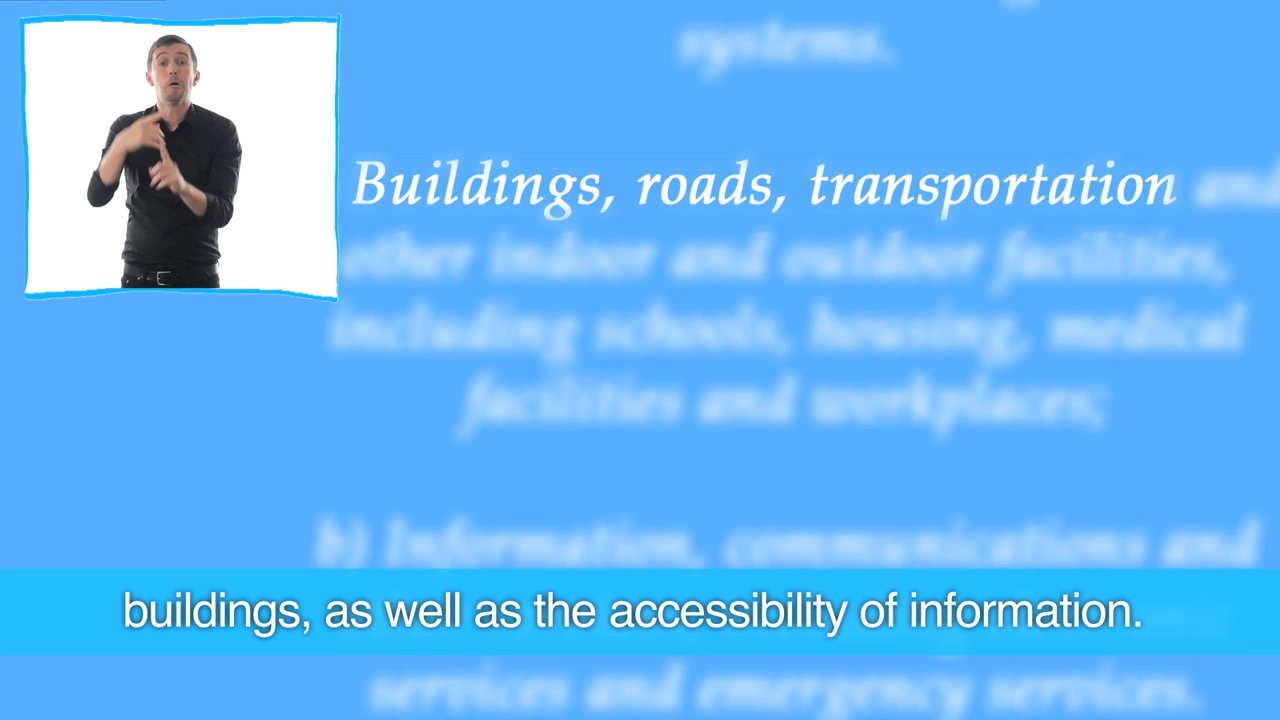 systems.
Buildings, roads, transportation and
other indoor and outdoor facilities,
including schools, housing, medical
facilities and workplaces;
b) Information, communications and
buildings, as well as the accessibility of information.
services and emergency services.